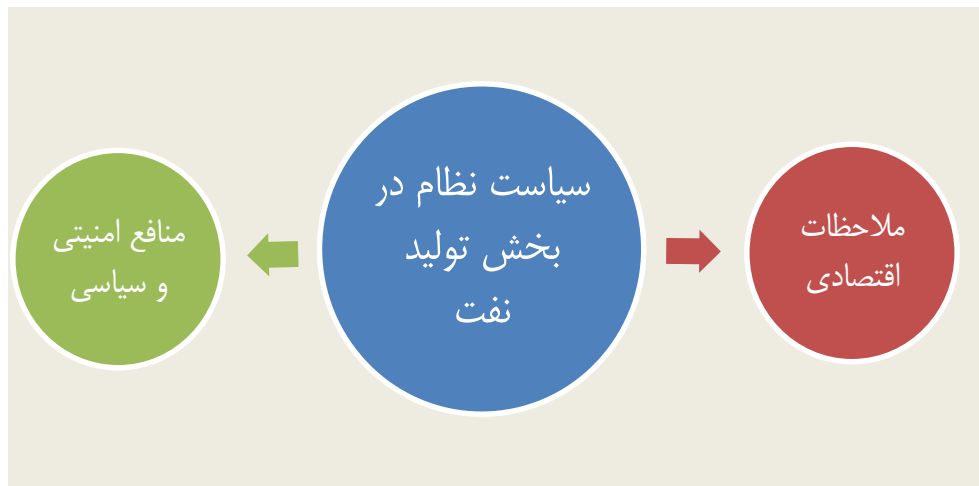 ملاحظات
اقتصادی
سیاست نظام در
بخش تولید
نفت
منافع امنیتی
و سیاسی